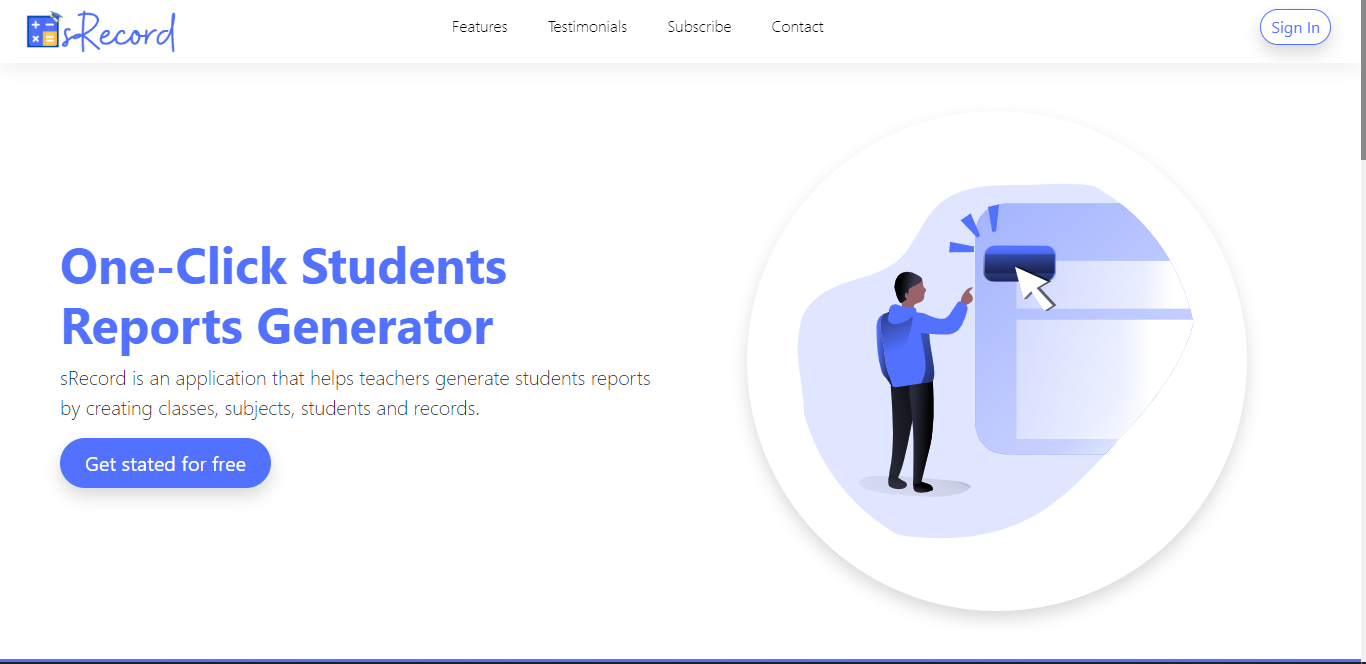 sRecord
Features Testimonials Subscribe Contact
Sign In
One-Click Students
Reports Generator
sRecord is an application that helps teachers generate students reports
by creating classes, subjects, students and records.
Get stated for free